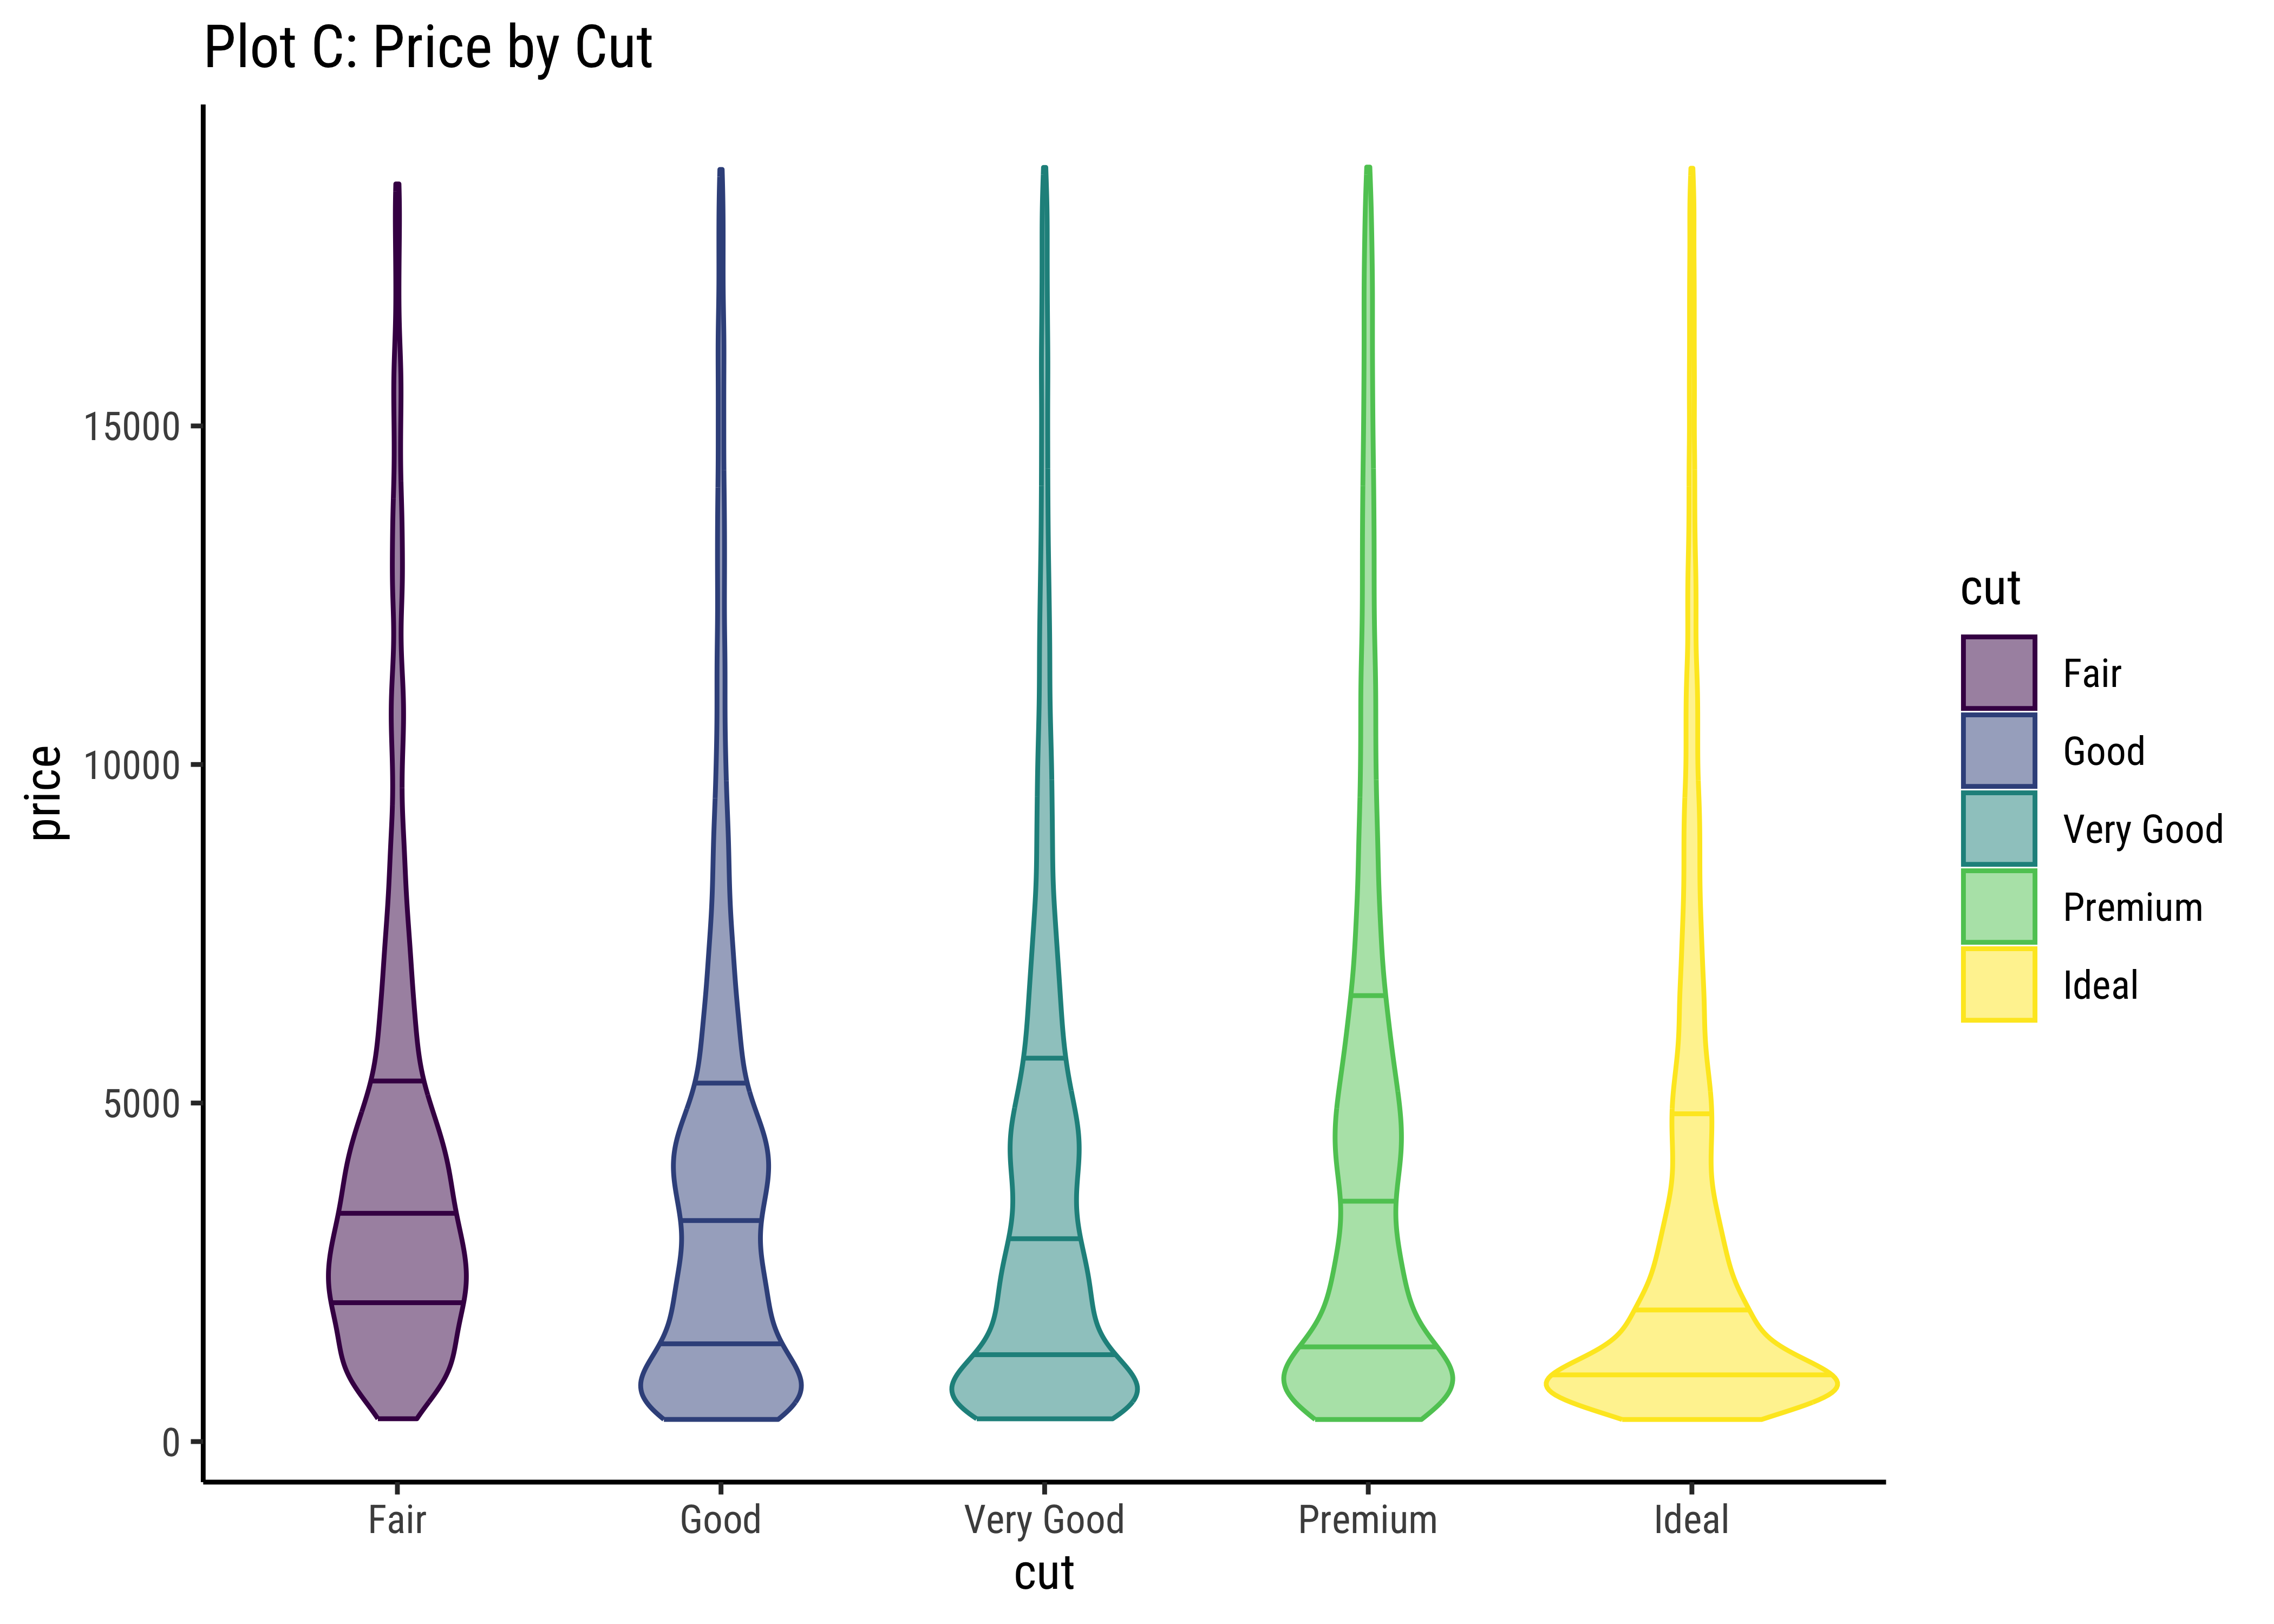 Plot C: Price by Cut
price
15000
10000
5000
0
Fair
Good
Very Good
Premium
Ideal
cut
cut
Fair
Good
Very Good
Premium
Ideal